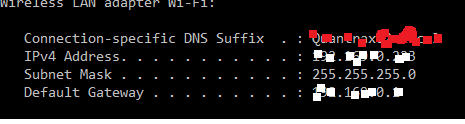 Wireless LAN adapter Wi-Fi:
Connection-specific DNS Suffix . :
IPv4 Address. . . . . . . . . . . :
Subnet Mask . . . . . . . . . . . : 255.255.255.0
Default Gateway . . . . . . . . . :